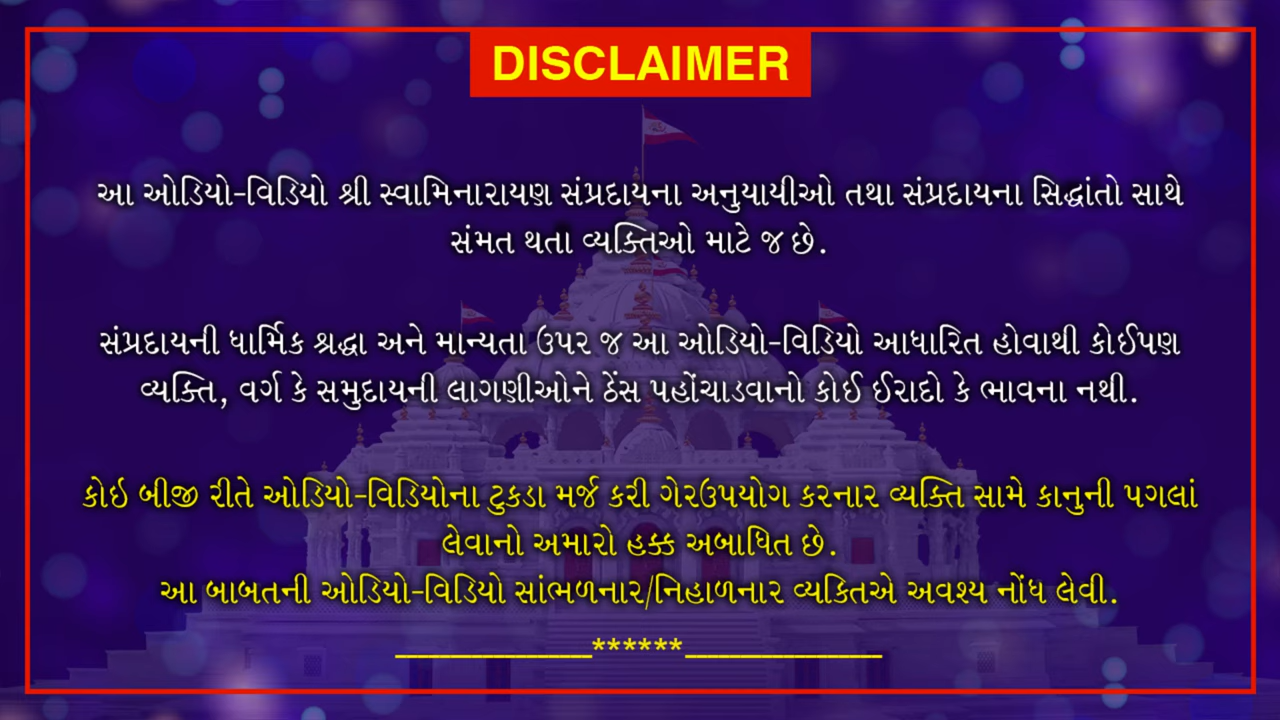 DISCLAIMER
આ ઓડિયો-વિડિયો શ્રી સ્વામિનારાયણ સંપ્રદાયના અનુયાયીઓ તથા સંપ્રદાયના સિદ્ધાંતો સાથે
સંમત થતા વ્યક્તિઓ માટે જ છે.
સંપ્રદાયની ધાર્મિક શ્રદ્ધા અને માન્યતા ઉપર જ આ ઓડિયો-વિડિયો આધારિત હોવાથી કોઈપણ
વ્યક્તિ, વર્ગ કે સમુદાયની લાગણીઓને ઠેંસ પહોંચાડવાનો કોઈ ઈરાદો કે ભાવના નથી.
કોઇ બીજી રીતે ઓડિયો-વિડિયોના ટુકડા મર્જ કરી ગેરઉપયોગ કરનાર વ્યક્તિ સામે કાનુની પગલાં
લેવાનો અમારો હક્ક અબાધિત છે.
આ બાબતની ઓડિયો-વિડિયો સાંભળનાર/નિહાળનાર વ્યકિતએ અવશ્ય નોંધ લેવી.
______________******______________